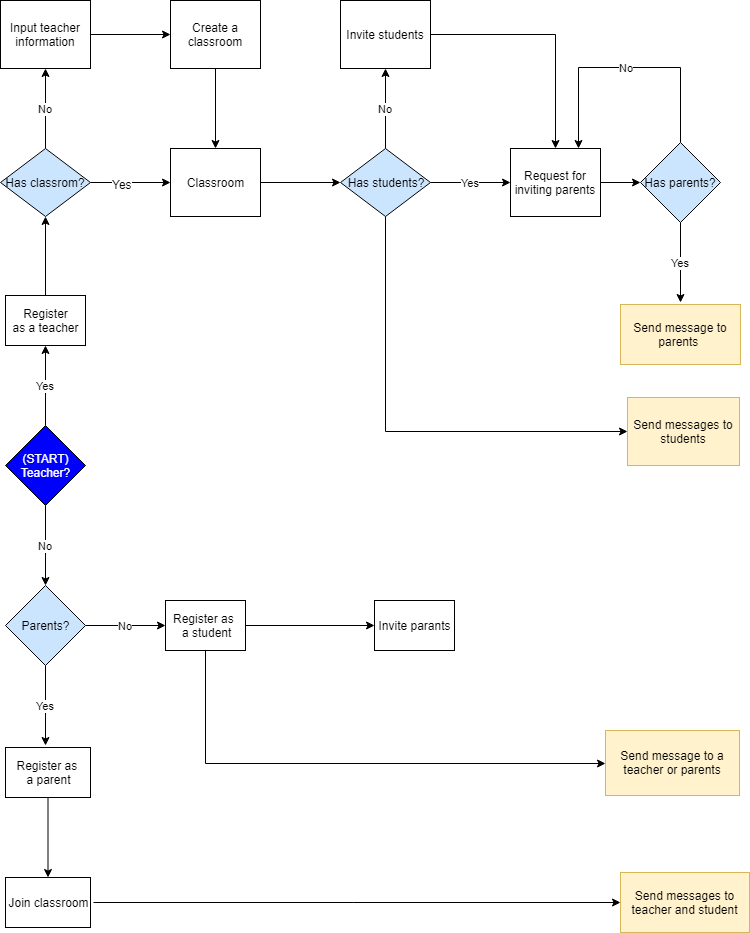 Input teacher
information
Create a
classroom
Invite students
No
No
No
Has classrom?
Yes
Classroom
Has students?
Yes
Request for
inviting parents
Has parents?
Yes
Register
as a teacher
Send message to
parents
Yes
Send messages to
students
(START)
Teacher?
No
Parents?
No
Register as
a student
Invite parants
Yes
Register as
a parent
Send message to a
teacher or parents
Join classroom
Send messages to
teacher and student